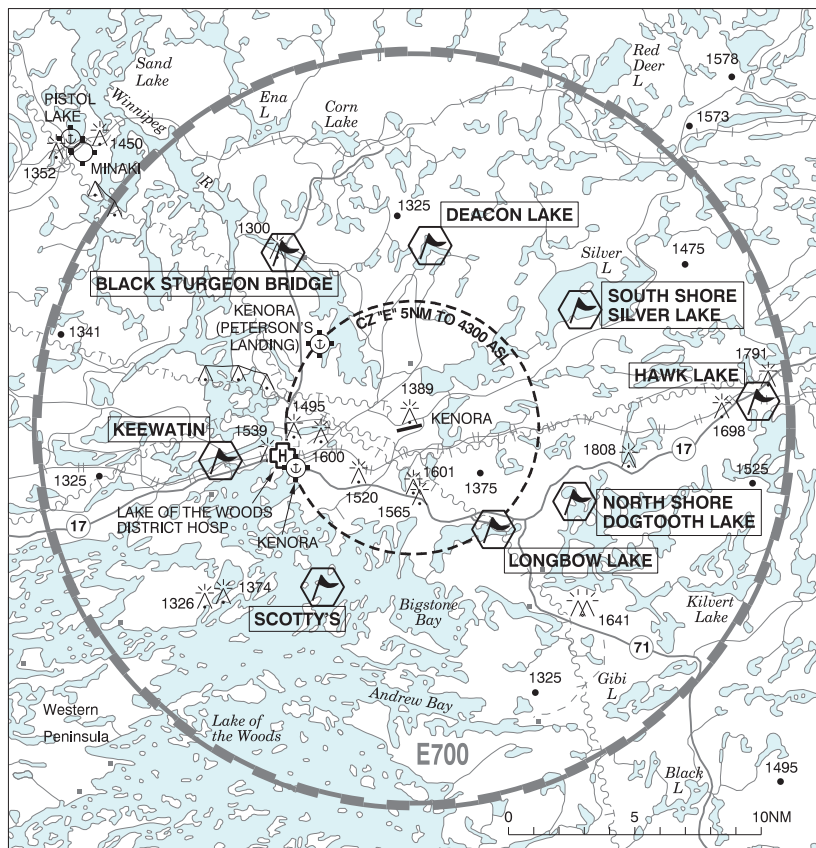 Sand
Lake
Red
Deer
L
1578
PISTOL
LAKE
Winnipeg
R
Ena
L
Corn
Lake
1573
1450
1352
MINAKI
1325
DEACON LAKE
1300
Silver
L
1475
BLACK STURGEON BRIDGE
SOUTH SHORE
SILVER LAKE
KENORA
(PETERSON'S
LANDING)
CZ "E" 5NM TO 4300 ASL
1341
1791
HAWK LAKE
1389
KENORA
1495
1698
KEEWATIN
1539
1600
1808
17
H
1601
1375
1325
1520
1525
1565
LAKE OF THE WOODS
DISTRICT HOSP
NORTH SHORE
DOGTOOTH LAKE
17
KENORA
LONGBOW LAKE
1374
1326
SCOTTY'S
Bigstone
Bay
1641
Kilvert
Lake
71
1325
Gibi
L
Andrew Bay
Western
Peninsula
Lake of
the Woods
E700
Black
L
1495
0 5 10NM